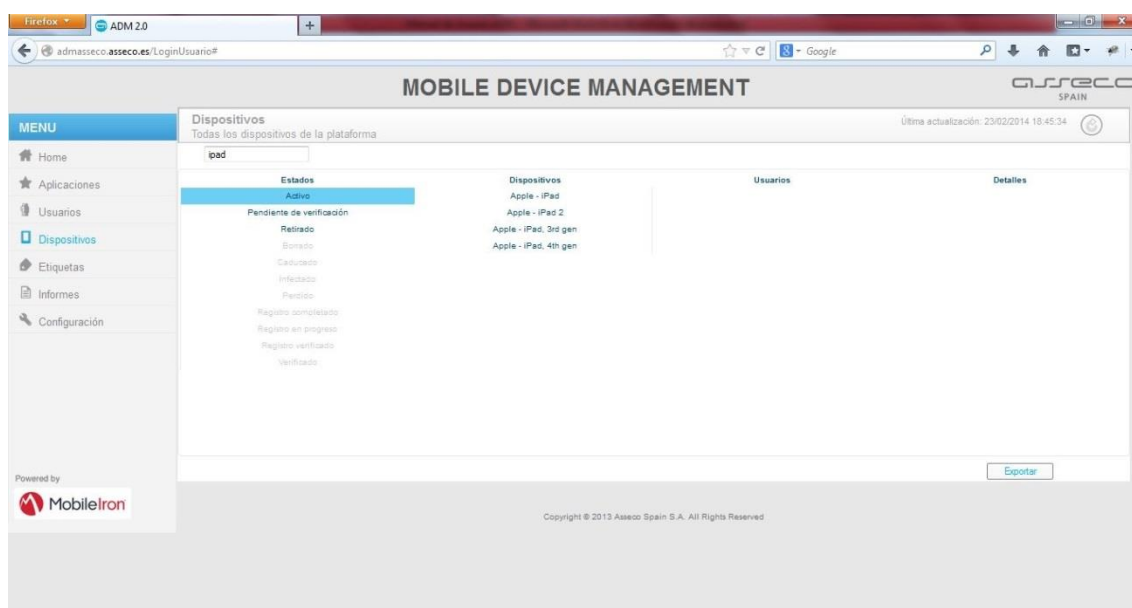 Firefox
ADM 2.0
admasseco.asseco.es/LoginUsuario#
Google
MOBILE DEVICE MANAGEMENT
asseco
SPAIN
MENU
Home
Aplicaciones
Usuarios
Dispositivos
Etiquetas
Informes
Configuración
Powered by
MobileIron
Dispositivos
Todas los dispositivos de la plataforma
Última actualización: 23/02/2014 18:45:34
ipad
Estados
Activo
Pendiente de verificación
Retirado
Borrado
Caducado
Infectado
Perdido
Registro completado
Registro en progreso
Registro verificado
Verificado
Dispositivos
Apple - iPad
Apple - iPad 2
Apple - iPad, 3rd gen
Apple - iPad, 4th gen
Usuarios
Detalles
Exportar
Copyright © 2013 Asseco Spain S.A. All Rights Reserved